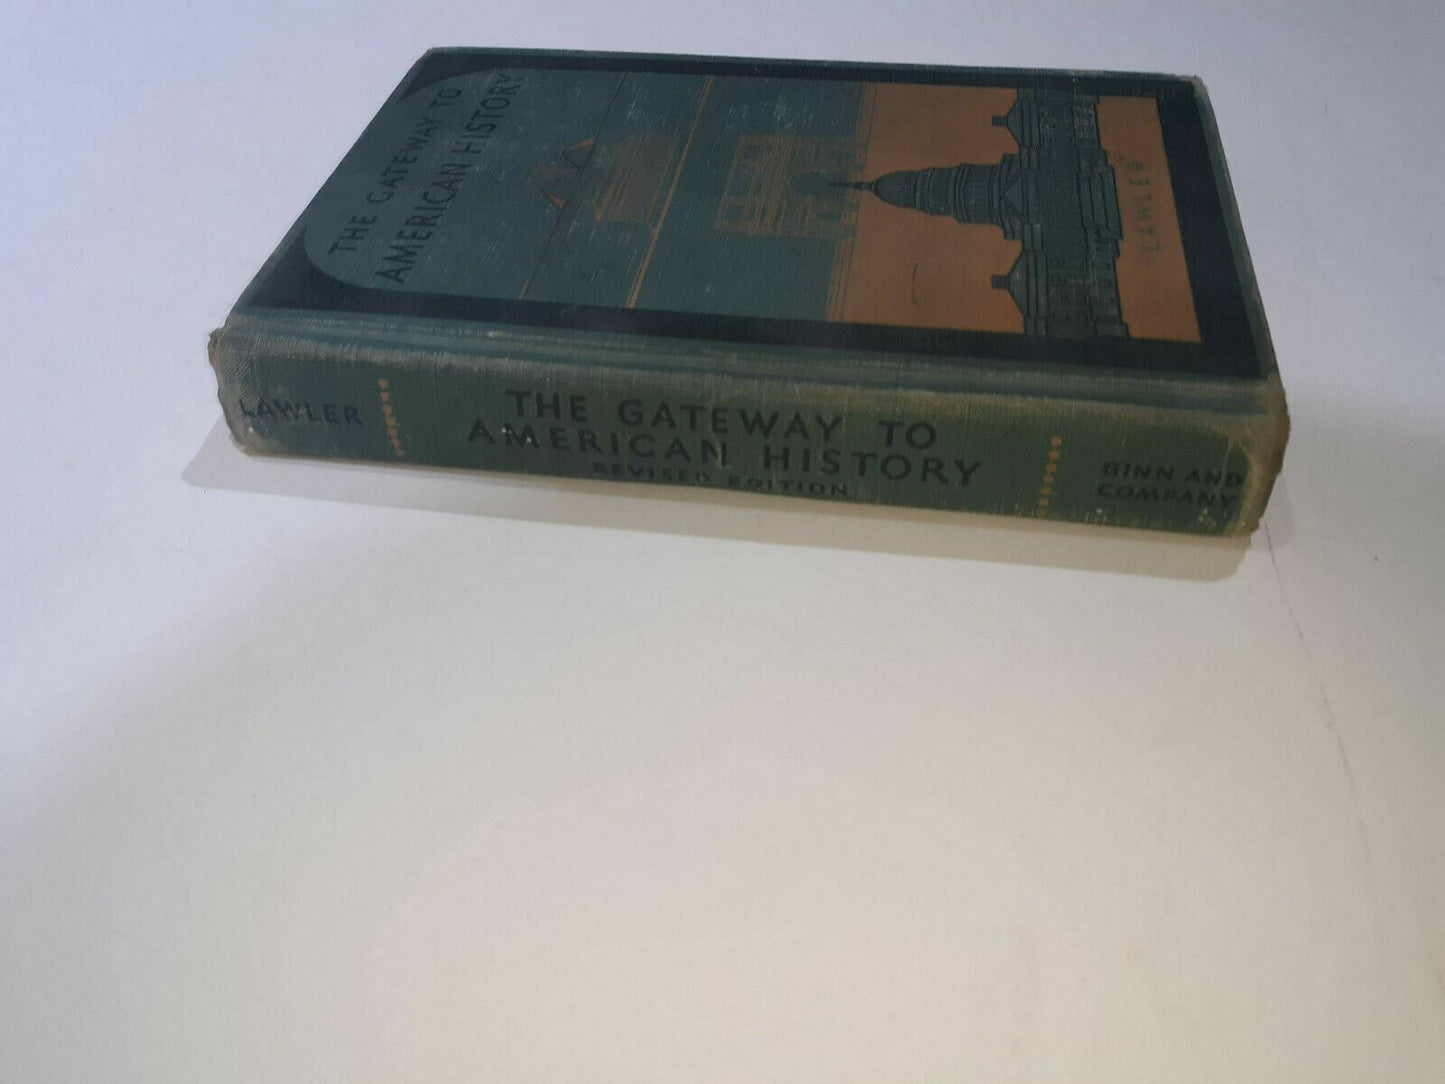 THE GATEWAY TO
AMERICAN HISTORY
LAWLER
LAWLER
THE GATEWAY TO
AMERICAN HISTORY
REVISED EDITION
GINN AND
COMPANY